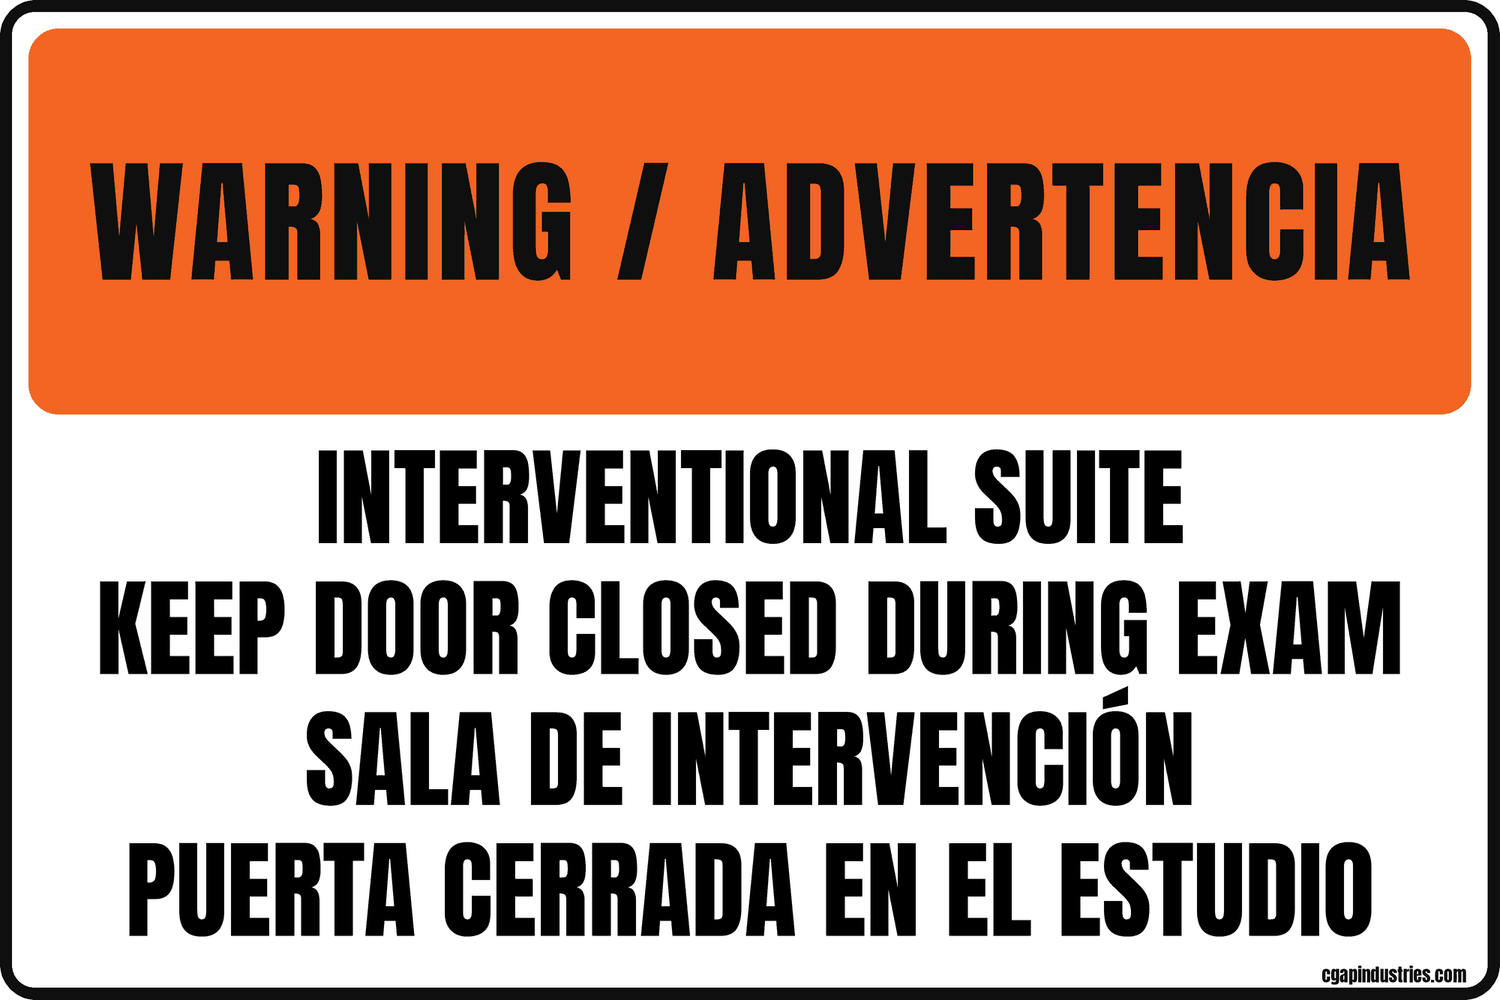 WARNING / ADVERTENCIA
INTERVENTIONAL SUITE
KEEP DOOR CLOSED DURING EXAM
SALA DE INTERVENCIÓN
PUERTA CERRADA EN EL ESTUDIO
cgapindustries.com